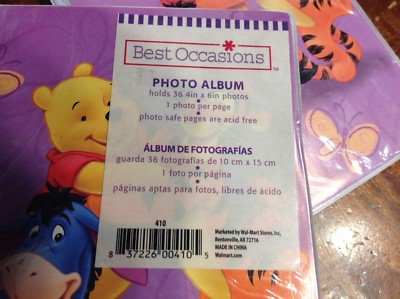 Best Occasions™
PHOTO ALBUM
holds 36 4in x 6in photos
1 photo per page
photo safe pages are acid free
ÁLBUM DE FOTOGRAFÍAS
guarda 36 fotografías de 10 cm x 15 cm
1 foto por página
páginas aptas para fotos, libres de ácido
410
8 37226 00410 5
Marketed by Wal-Mart Stores, Inc,
Bentonville, AR 72716
MADE IN CHINA
Walmart.com